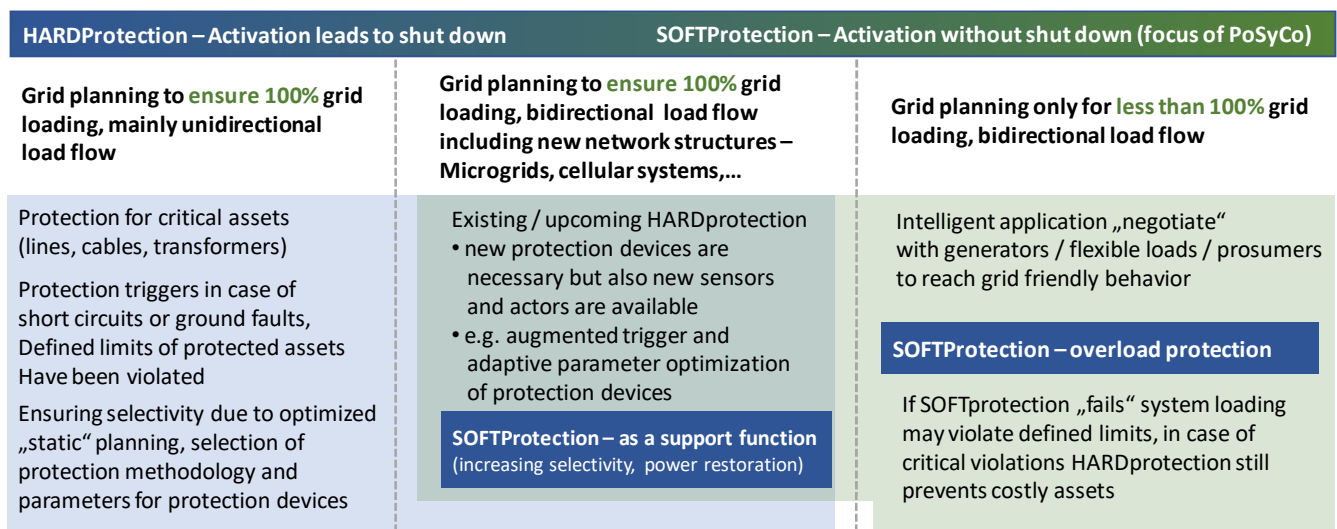 HARDProtection – Activation leads to shut down
SOFTProtection – Activation without shut down (focus of PoSyCo)
Grid planning to ensure 100% grid
loading, mainly unidirectional
load flow
Protection for critical assets
(lines, cables, transformers)
Protection triggers in case of
short circuits or ground faults,
Defined limits of protected assets
Have been violated
Ensuring selectivity due to optimized
„static“ planning, selection of
protection methodology and
parameters for protection devices
Grid planning to ensure 100% grid
loading, bidirectional load flow
including new network structures –
Microgrids, cellular systems,…
Existing / upcoming HARDprotection
• new protection devices are
necessary but also new sensors
and actors are available
• e.g. augmented trigger and
adaptive parameter optimization
of protection devices
SOFTProtection – as a support function
(increasing selectivity, power restoration)
Grid planning only for less than 100% grid
loading, bidirectional load flow
Intelligent application „negotiate“
with generators / flexible loads / prosumers
to reach grid friendly behavior
SOFTProtection – overload protection
If SOFTprotection „fails“ system loading
may violate defined limits, in case of
critical violations HARDprotection still
prevents costly assets